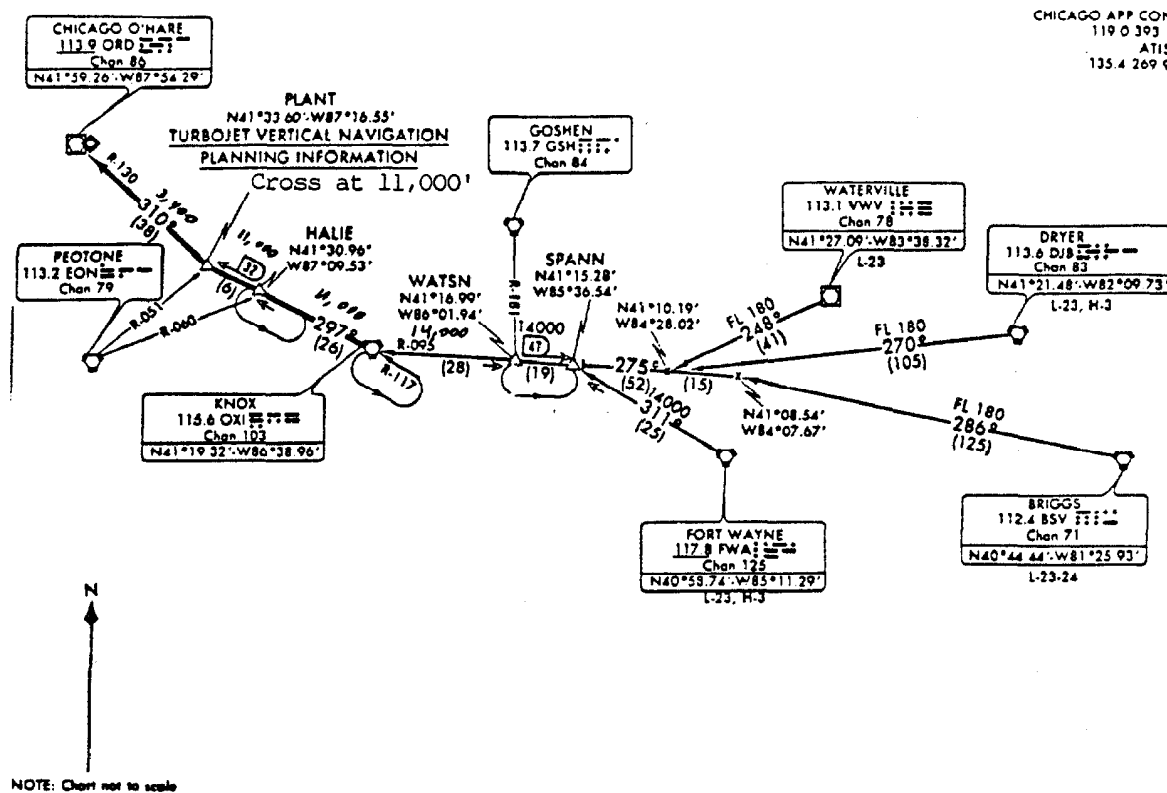 CHICAGO APP CON
119.0 393
ATIS
135.4 269.9
CHICAGO O'HARE
113.9 ORD
Chan 86
N41°59.26'-W87°54.29'
PLANT
N41°33.60'-W87°16.55'
TURBOJET VERTICAL NAVIGATION
PLANNING INFORMATION
Cross at 11,000'
GOSHEN
113.7 GSH
Chan 84
WATERVILLE
113.1 VWV
Chan 78
N41°27.09'-W83°38.32'
L-23
DRYER
113.6 DJB
Chan 83
N41°21.48'-W82°09.73'
L-23, H-3
R-130
310°
(38)
11,000
32
(6)
HALIE
N41°30.96"
W87°09.53'
PEOTONE
113.2 EON
Chan 79
R-051
R-060
14,000
297°
(26)
R-095
R-117
(28)
WATSN
N41°16.99'
W86°01.94'
14,000
R-181
14000
47
(19)
SPANN
N41°15.28'
W85°36.54'
N41°10.19'
W84°28.02'
FL 180
248°
(41)
FL 180
270°
(105)
275°
(52)
(15)
14000
311°
(25)
N41°08.54'
W84°07.67'
FL 180
286°
(125)
KNOX
115.6 OXI
Chan 103
N41°19.32'-W86°38.96'
FORT WAYNE
117.8 FWA
Chan 125
N40°58.74'-W85°11.29'
L-23, H-3
BRIGGS
112.4 BSV
Chan 71
N40°44.44'-W81°25.93'
L-23-24
N
NOTE: Chart not to scale